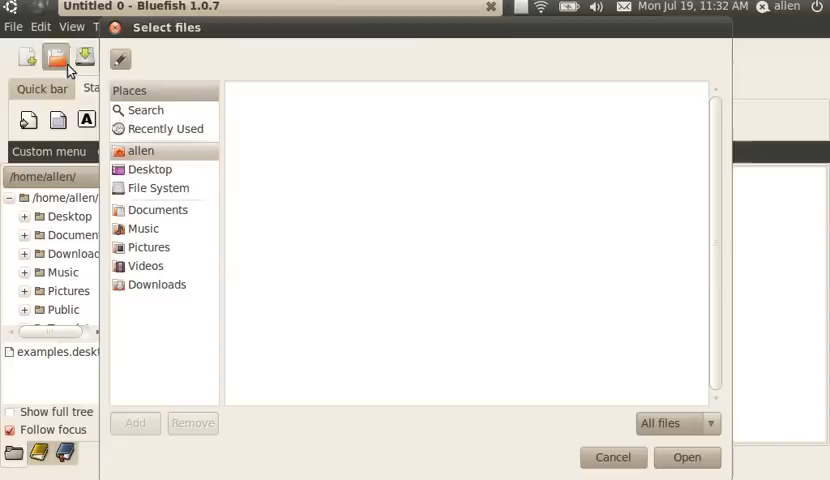 Untitled 0 - Bluefish 1.0.7
Mon Jul 19, 11:32 AM allen
File Edit View
Select files
Quick bar
Places
Search
Recently Used
A
Custom menu
allen
/home/allen/
Desktop
File System
/home/allen/
Desktop
Documents
Music
Pictures
Videos
Downloads
Music
Pictures
Public
examples.deskt
Show full tree
Follow focus
Add
Remove
All files
Cancel
Open